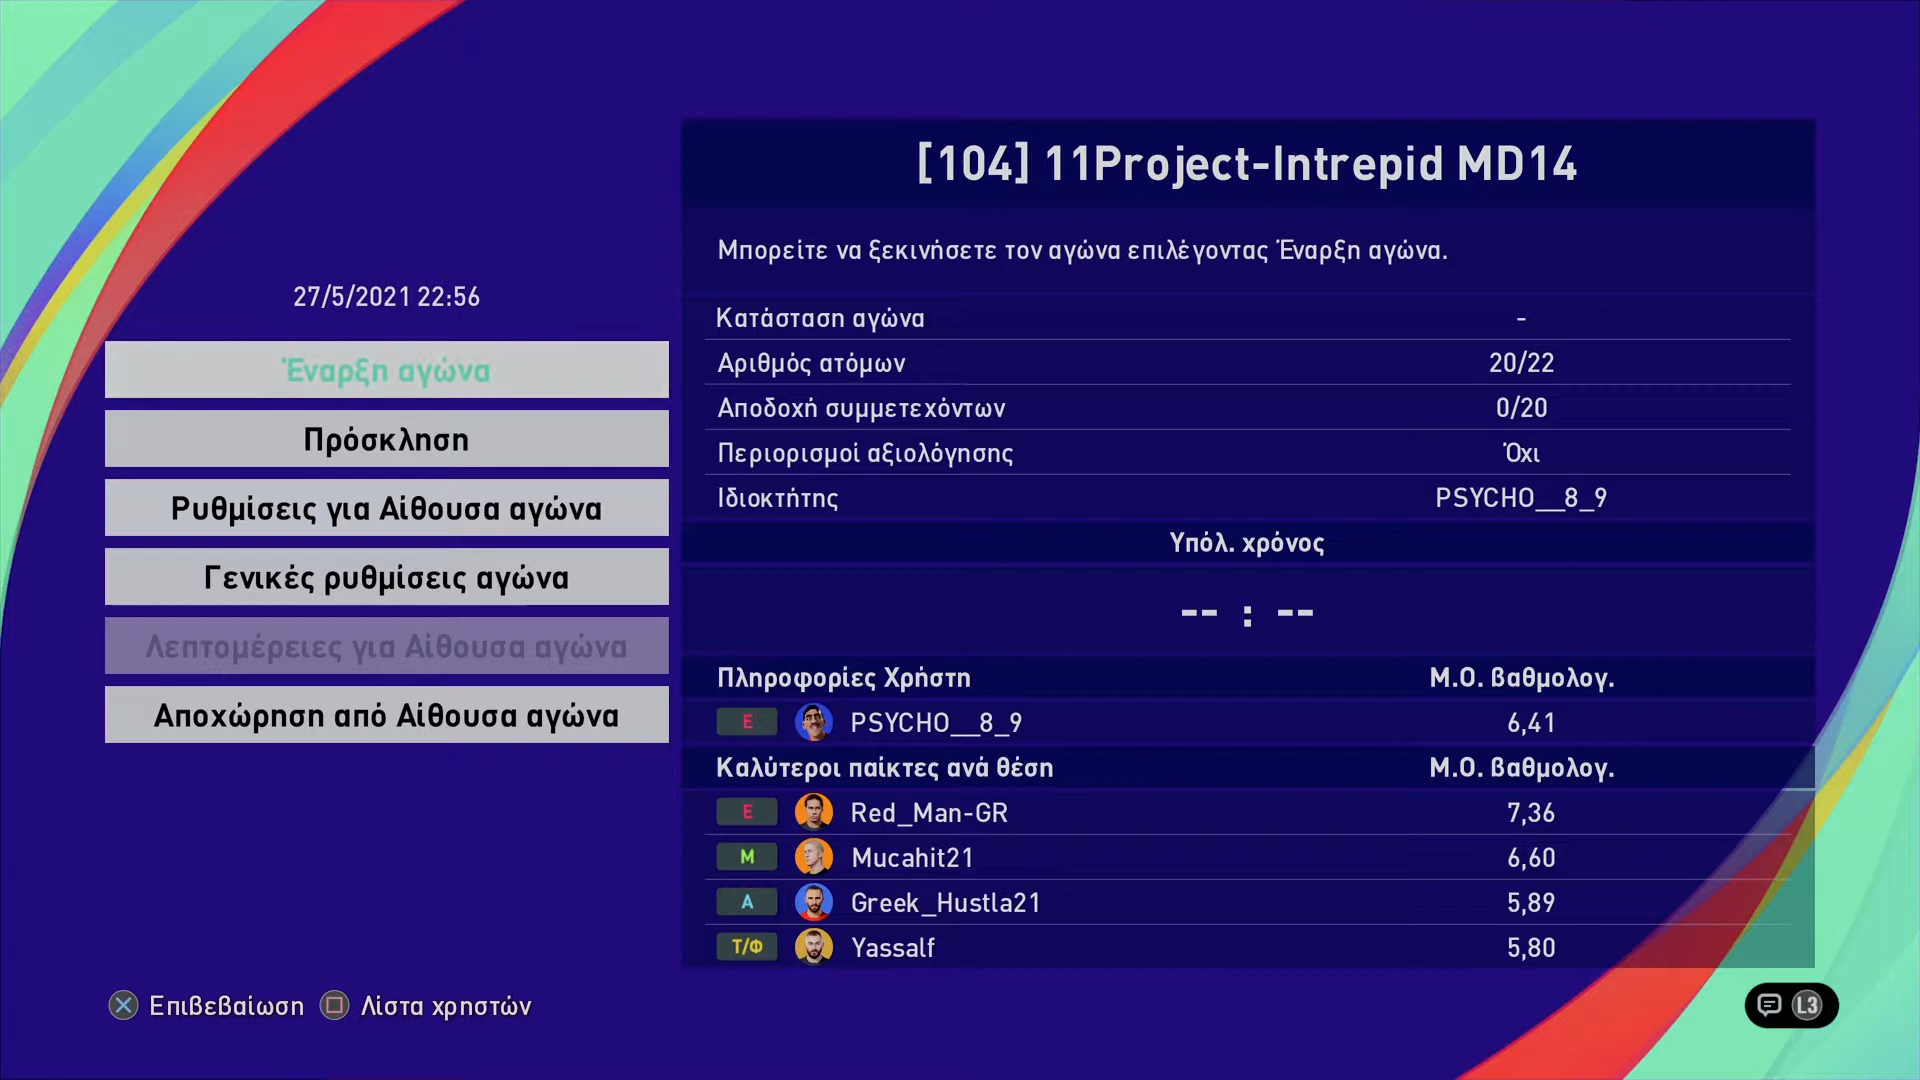 [104] 11Project-Intrepid MD14
Μπορείτε να ξεκινήσετε τον αγώνα επιλέγοντας Έναρξη αγώνα.
27/5/2021 22:56
Έναρξη αγώνα
Πρόσκληση
Ρυθμίσεις για Αίθουσα αγώνα
Γενικές ρυθμίσεις αγώνα
Λεπτομέρειες για Αίθουσα αγώνα
Αποχώρηση από Αίθουσα αγώνα
Κατάσταση αγώνα -
Αριθμός ατόμων 20/22
Αποδοχή συμμετεχόντων 0/20
Περιορισμοί αξιολόγησης Όχι
Ιδιοκτήτης PSYCHO__8_9
Υπόλ. χρόνος
-- : --
Πληροφορίες Χρήστη Μ.Ο. βαθμολογ.
Ε PSYCHO__8_9 6,41
Καλύτεροι παίκτες ανά θέση Μ.Ο. βαθμολογ.
Ε Red_Man-GR 7,36
Μ Mucahit21 6,60
Α Greek_Hustla21 5,89
Τ/Φ Yassalf 5,80
Επιβεβαίωση Λίστα χρηστών
L3